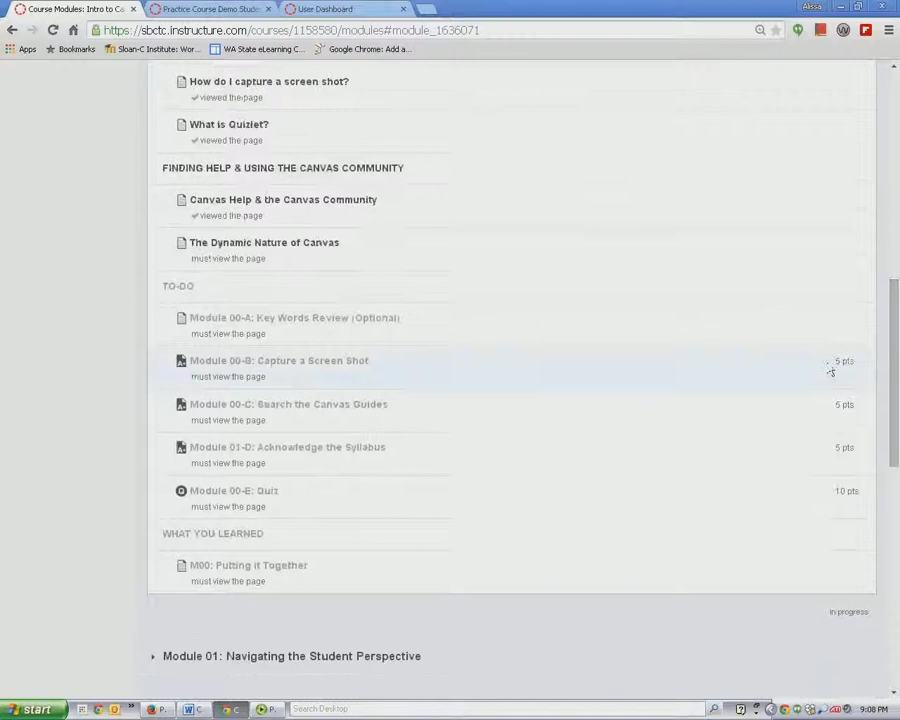 Course Modules: Intro to Ca
Practice Course Demo Stude
User Dashboard
Alissa
https://sbctc.instructure.com/courses/1158580/modules#module_1636071
Apps
Bookmarks
Sloan-C Institute: Wor...
WA State eLearning C...
Google Chrome: Add a...
How do I capture a screen shot?
viewed the page
What is Quizlet?
viewed the page
FINDING HELP & USING THE CANVAS COMMUNITY
Canvas Help & the Canvas Community
viewed the page
The Dynamic Nature of Canvas
must view the page
TO-DO
Module 00-A: Key Words Review (Optional)
must view the page
Module 00-B: Capture a Screen Shot
5 pts
must view the page
Module 00-C: Search the Canvas Guides
5 pts
must view the page
Module 01-D: Acknowledge the Syllabus
5 pts
must view the page
Module 00-E: Quiz
10 pts
must view the page
WHAT YOU LEARNED
M00: Putting it Together
must view the page
in progress
Module 01: Navigating the Student Perspective
start
P.
C
C
P.
Search Desktop
9:08 PM